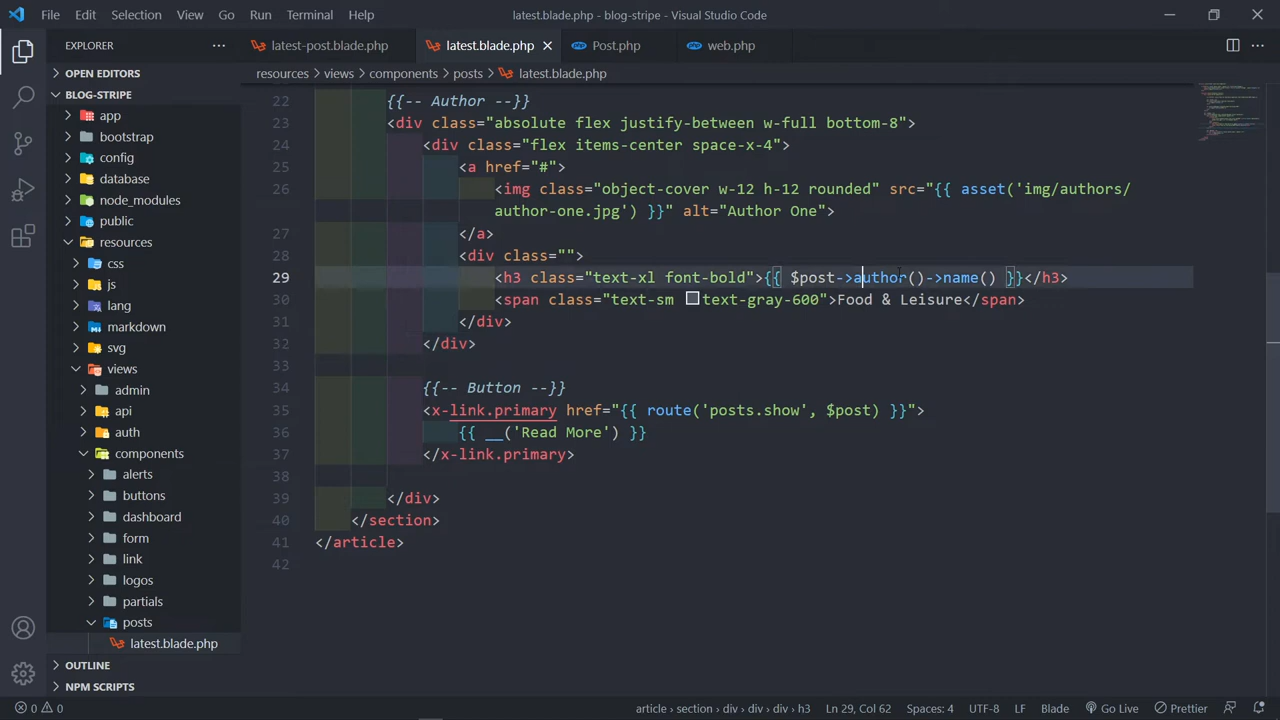 File Edit Selection View Go Run Terminal Help
latest.blade.php - blog-stripe - Visual Studio Code
EXPLORER
latest-post.blade.php
latest.blade.php
Post.php
web.php
OPEN EDITORS
BLOG-STRIPE
app
bootstrap
config
database
node_modules
public
resources
css
js
lang
markdown
svg
views
admin
api
auth
components
alerts
buttons
dashboard
form
link
logos
partials
posts
latest.blade.php
OUTLINE
NPM SCRIPTS
resources > views > components > posts > latest.blade.php
22 {{-- Author --}}
23 <div class="absolute flex justify-between w-full bottom-8">
24 <div class="flex items-center space-x-4">
25 <a href="#">
26 <img class="object-cover w-12 h-12 rounded" src="{{ asset('img/authors/
author-one.jpg') }}" alt="Author One">
27 </a>
28 <div class="">
29 <h3 class="text-xl font-bold">{{ $post->author()->name() }}</h3>
30 <span class="text-sm text-gray-600">Food & Leisure</span>
31 </div>
32 </div>
33
34 {{-- Button --}}
35 <x-link.primary href="{{ route('posts.show', $post) }}">
36 {{ __('Read More') }}
37 </x-link.primary>
38
39 </div>
40 </section>
41 </article>
42
0 0
article > section > div > div > div > h3 Ln 29, Col 62 Spaces: 4 UTF-8 LF Blade Go Live Prettier